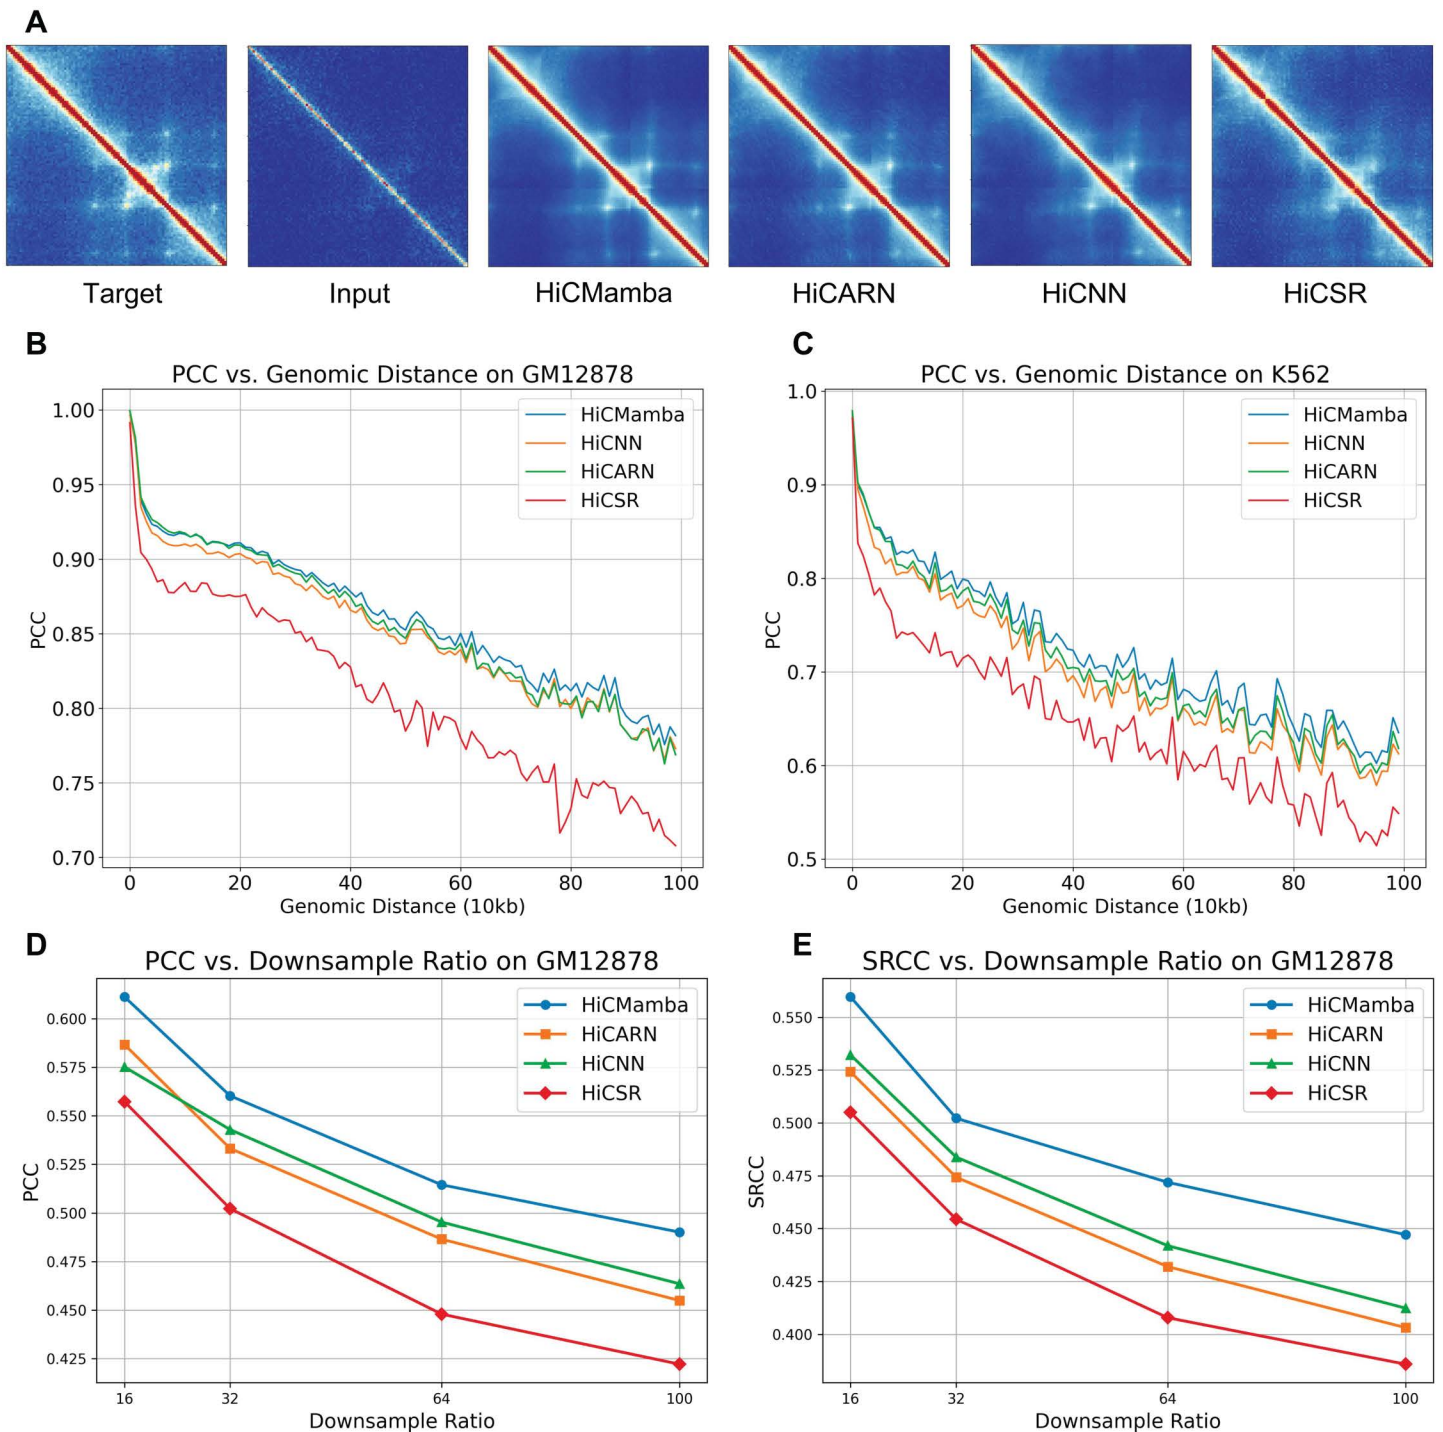 A
Target
Input
HiCMamba
HiCARN
HiCNN
HiCSR
B
PCC vs. Genomic Distance on GM12878
HiCMamba
HiCNN
HiCARN
HiCSR
1.00
0.95
0.90
0.85
0.80
0.75
0.70
PCC
0 20 40 60 80 100
Genomic Distance (10kb)
C
PCC vs. Genomic Distance on K562
HiCMamba
HiCNN
HiCARN
HiCSR
1.0
0.9
0.8
0.7
0.6
0.5
PCC
0 20 40 60 80 100
Genomic Distance (10kb)
D
PCC vs. Downsample Ratio on GM12878
HiCMamba
HiCARN
HiCNN
HiCSR
0.600
0.575
0.550
0.525
0.500
0.475
0.450
0.425
PCC
16 32 64 100
Downsample Ratio
E
SRCC vs. Downsample Ratio on GM12878
HiCMamba
HiCARN
HiCNN
HiCSR
0.550
0.525
0.500
0.475
0.450
0.425
0.400
SRCC
16 32 64 100
Downsample Ratio